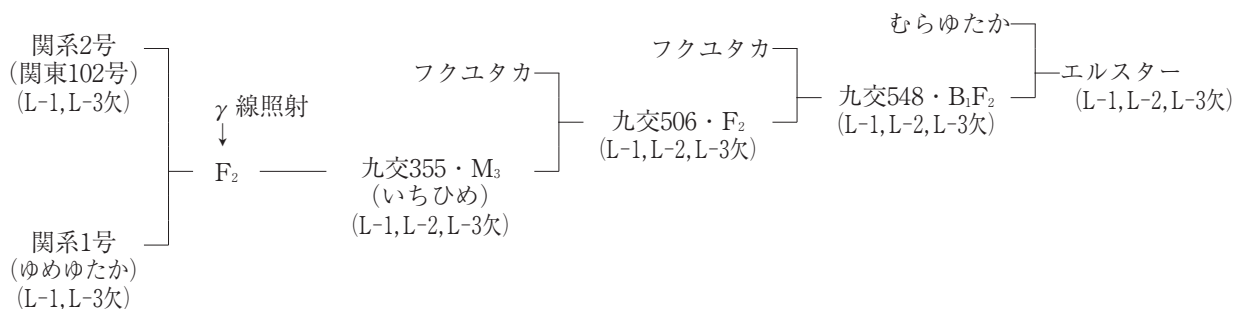 関系2号
(関東102号)
(L-1,L-3欠)
γ 線照射
↓
F₂
関系1号
(ゆめゆたか)
(L-1,L-3欠)
フクユタカ
九交355・M₃
(いちひめ)
(L-1,L-2,L-3欠)
フクユタカ
九交506・F₂
(L-1,L-2,L-3欠)
むらゆたか
九交548・B₁F₂
(L-1,L-2,L-3欠)
エルスター
(L-1,L-2,L-3欠)